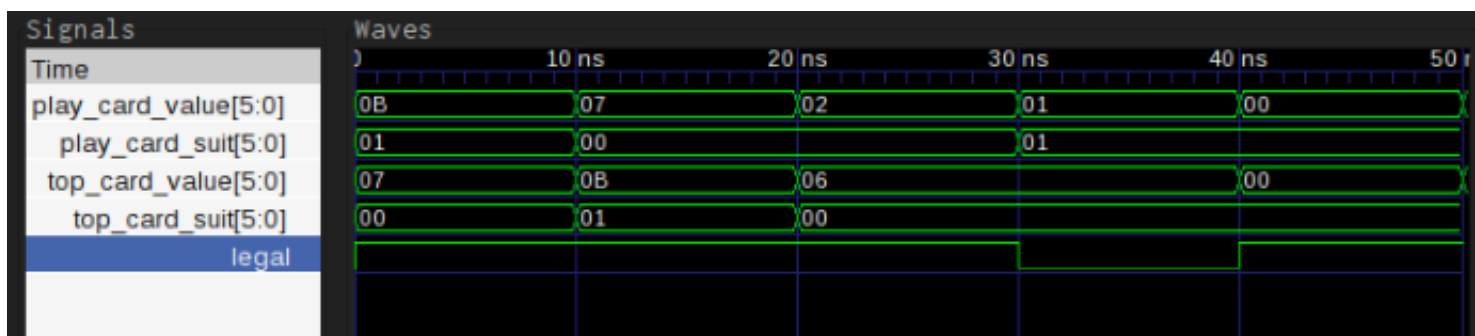 Signals Waves
Time 0 10 ns 20 ns 30 ns 40 ns 50 n
play_card_value[5:0] 0B 07 02 01 00
play_card_suit[5:0] 01 00 01
top_card_value[5:0] 07 0B 06 00
top_card_suit[5:0] 00 01 00
legal